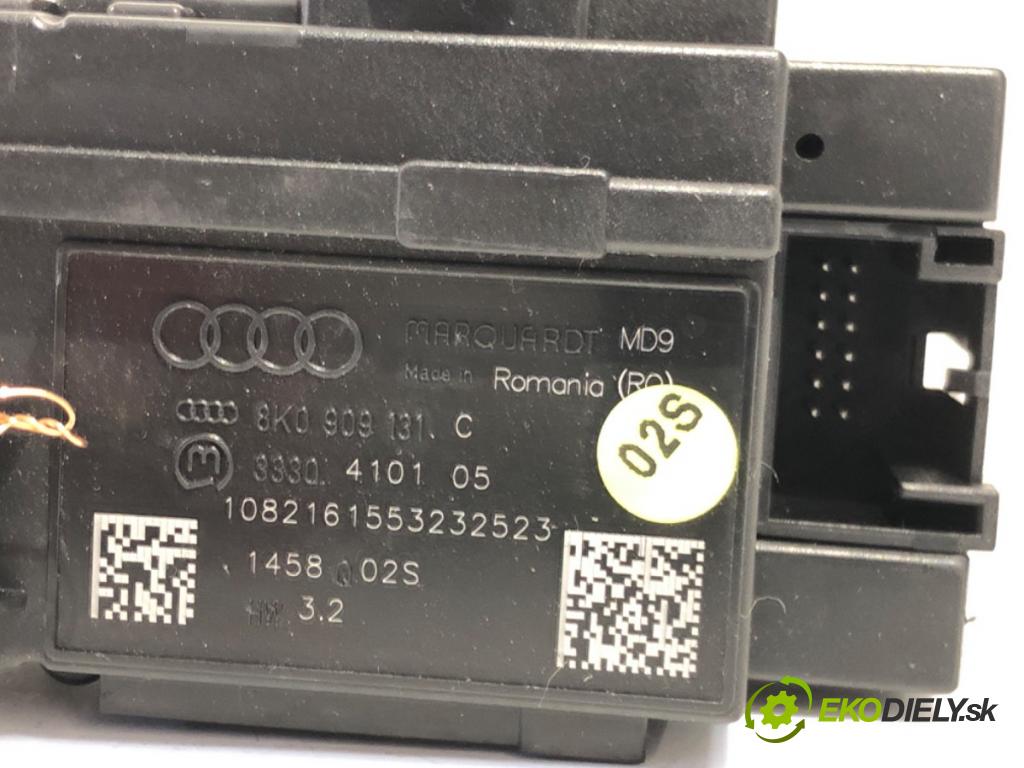 MARQUARDT MD9
Made in Romania (RO)
8K0 909 131 C
M 3330. 4101 05
1082161553232523
1458 Q 02S
HW 3.2
02S
EKODIELY.sk